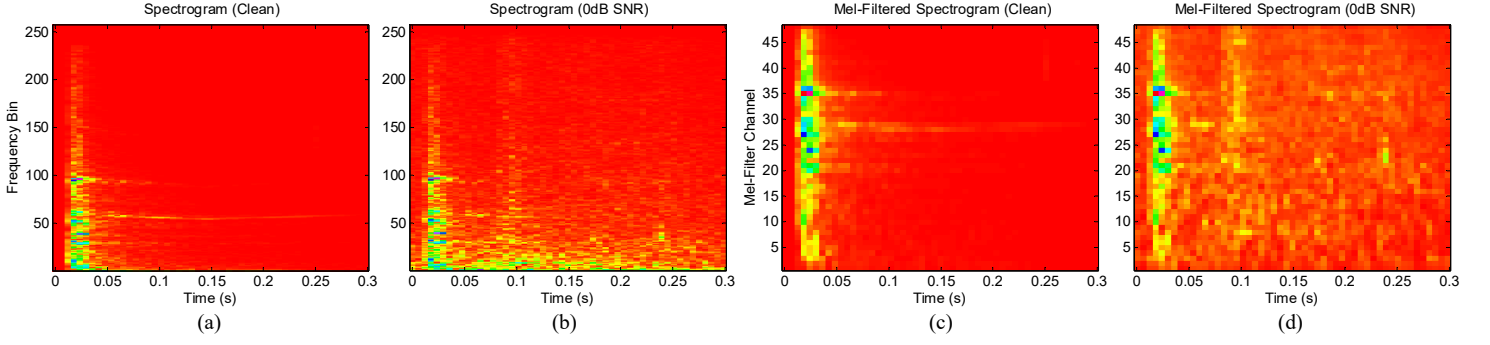 Spectrogram (Clean)
Spectrogram (0dB SNR)
Mel-Filtered Spectrogram (Clean)
Mel-Filtered Spectrogram (0dB SNR)
Frequency Bin
250
200
150
100
50
0 0.05 0.1 0.15 0.2 0.25 0.3
Time (s)
(a)
250
200
150
100
50
0 0.05 0.1 0.15 0.2 0.25 0.3
Time (s)
(b)
Mel-Filter Channel
45
40
35
30
25
20
15
10
5
0 0.05 0.1 0.15 0.2 0.25 0.3
Time (s)
(c)
45
40
35
30
25
20
15
10
5
0 0.05 0.1 0.15 0.2 0.25 0.3
Time (s)
(d)